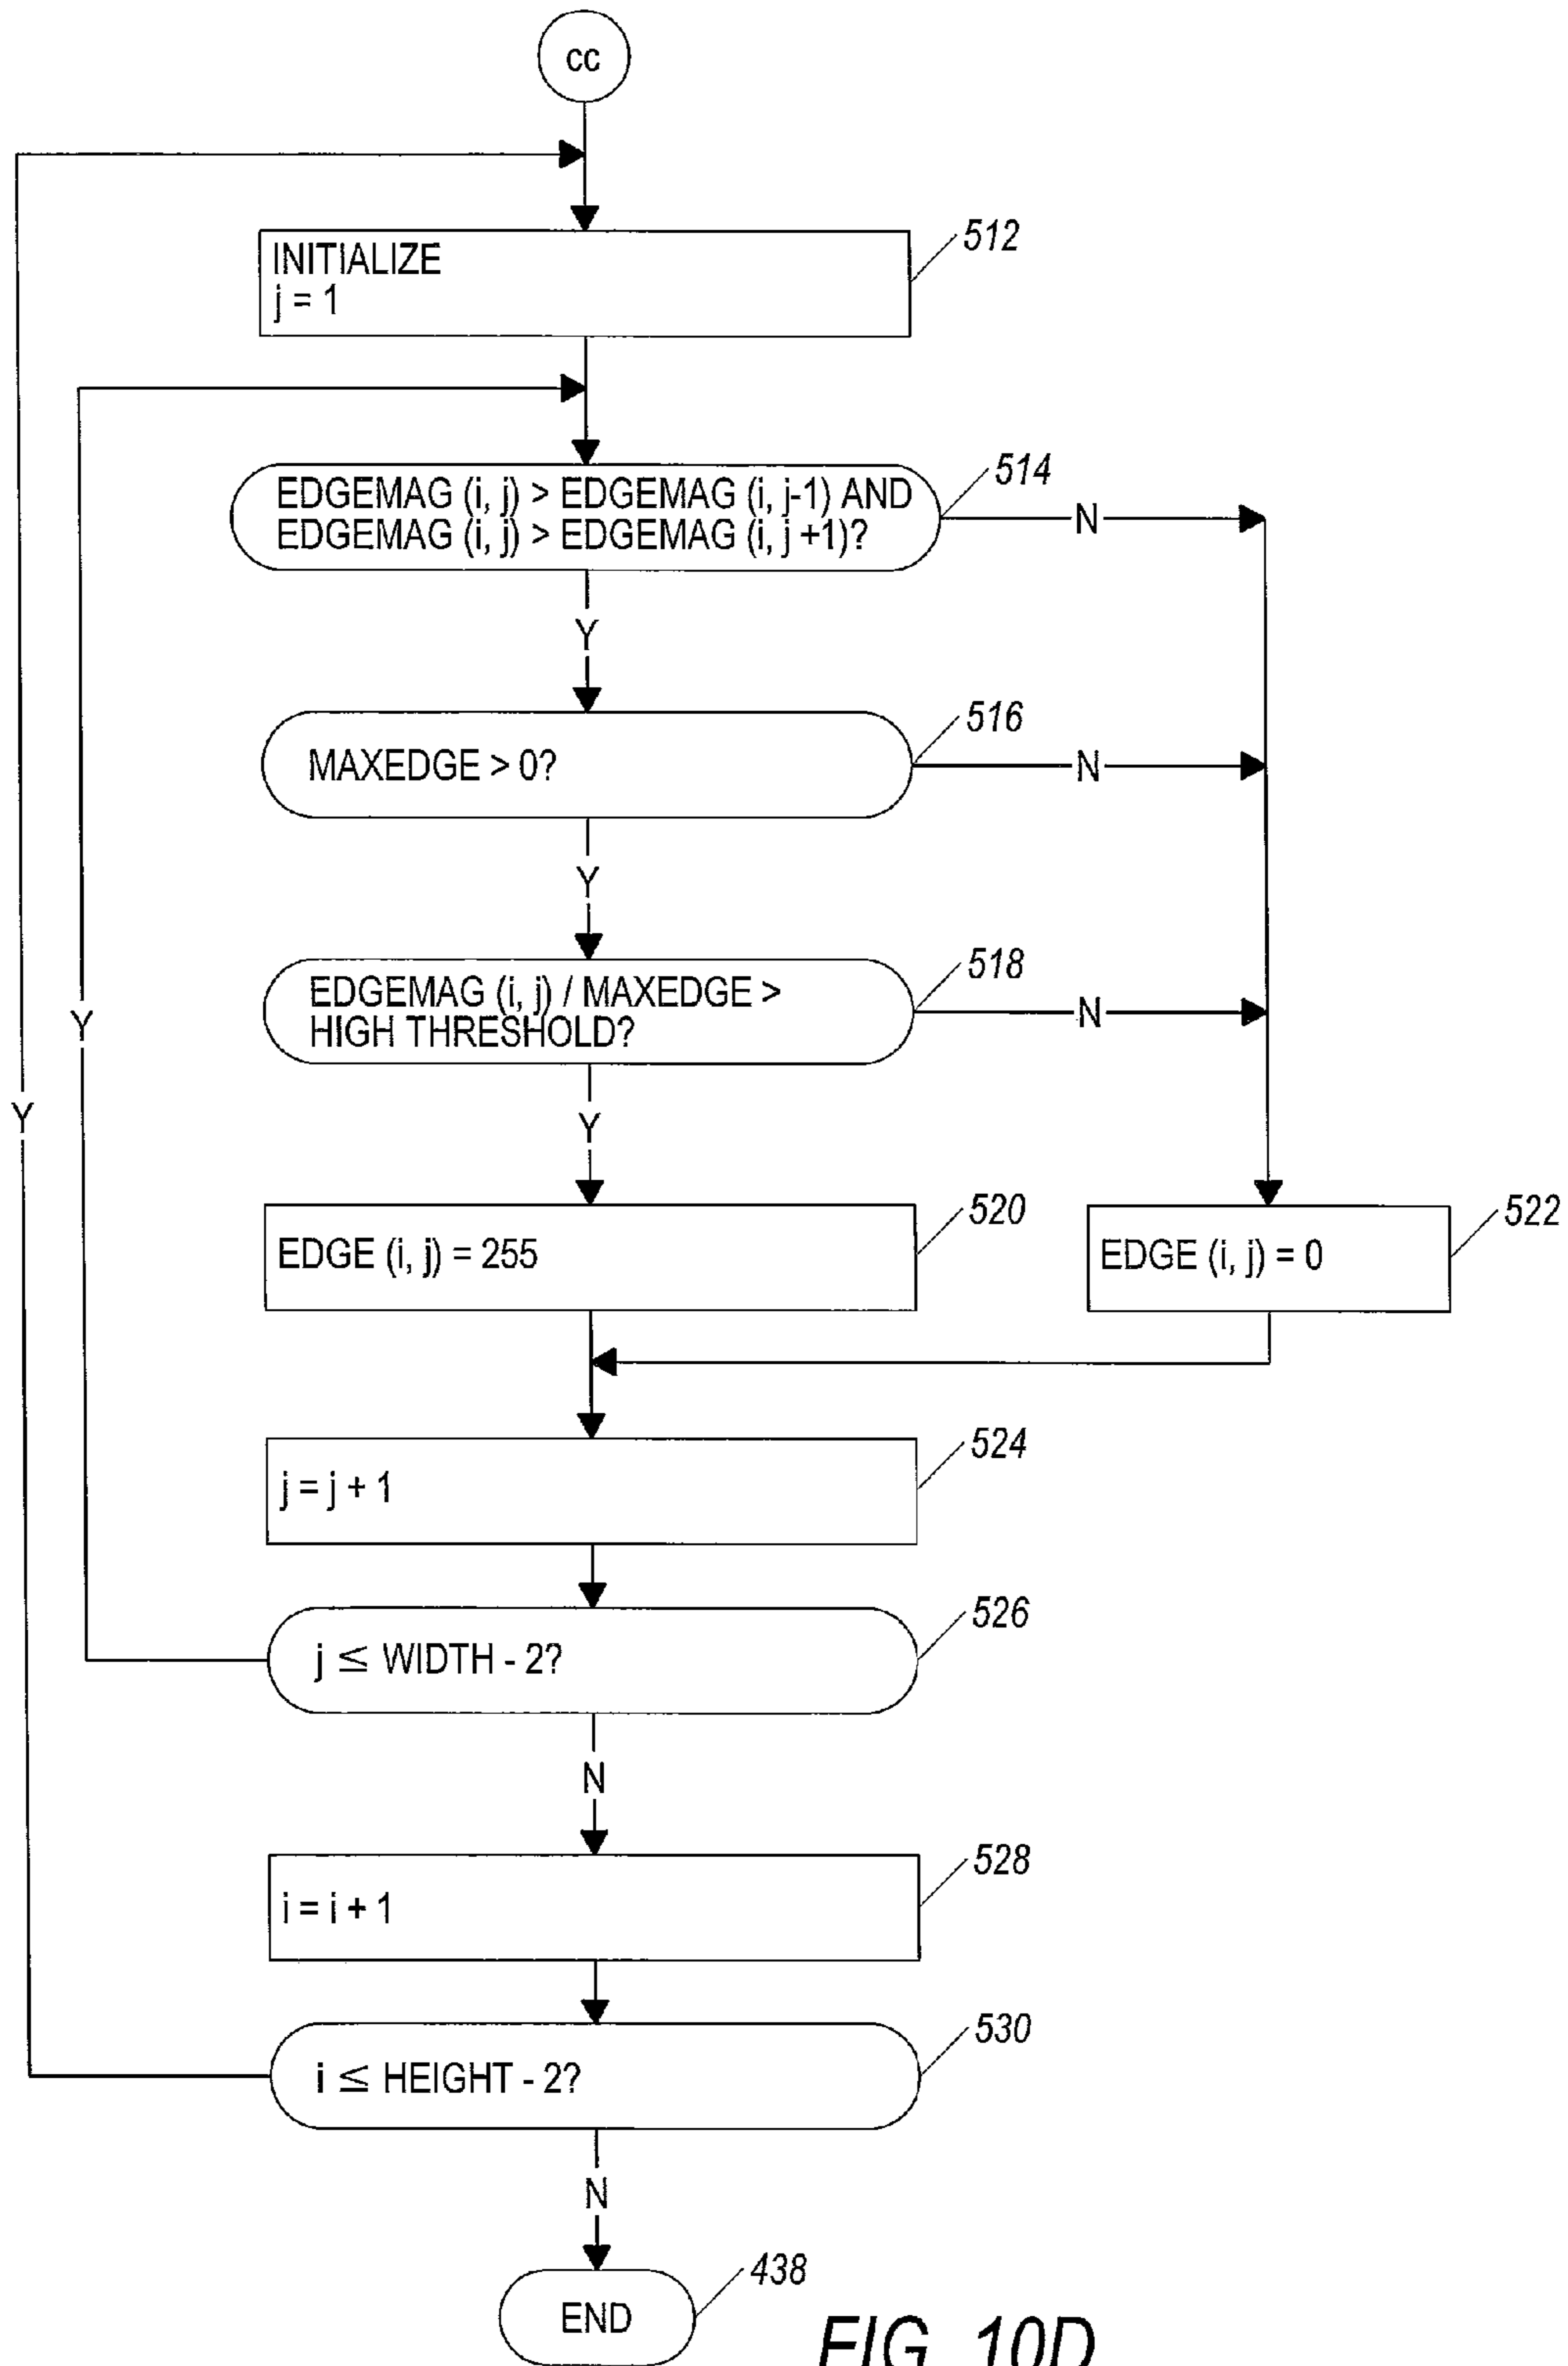 cc
512
INITIALIZE
j = 1
514
EDGEMAG (i, j) > EDGEMAG (i, j-1) AND
EDGEMAG (i, j) > EDGEMAG (i, j +1)?
N
Y
516
MAXEDGE > 0?
N
Y
518
EDGEMAG (i, j) / MAXEDGE >
HIGH THRESHOLD?
N
Y
Y
Y
520
EDGE (i, j) = 255
522
EDGE (i, j) = 0
524
j = j + 1
526
j ≤ WIDTH - 2?
N
528
i = i + 1
530
i ≤ HEIGHT - 2?
N
438
END
FIG. 10D